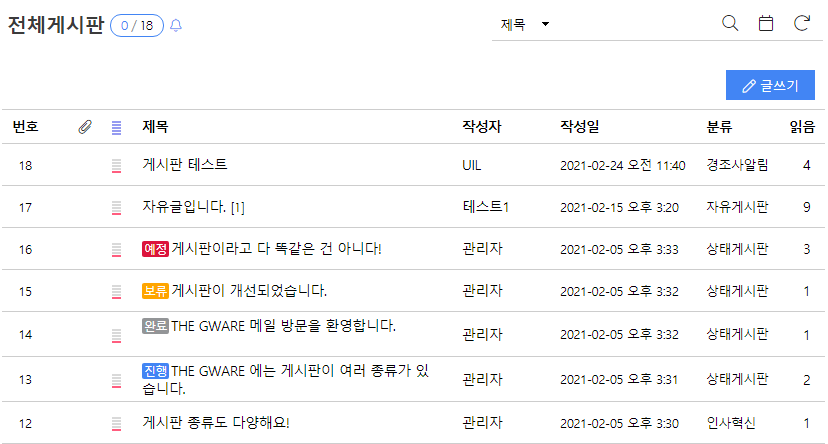 전체게시판 0 / 18 제목
글쓰기
번호 제목 작성자 작성일 분류 읽음
18 게시판 테스트 UIL 2021-02-24 오전 11:40 경조사알림 4
17 자유글입니다. [1] 테스트1 2021-02-15 오후 3:20 자유게시판 9
16 예정 게시판이라고 다 똑같은 건 아니다! 관리자 2021-02-05 오후 3:33 상태게시판 3
15 보류 게시판이 개선되었습니다. 관리자 2021-02-05 오후 3:32 상태게시판 1
14 완료 THE GWARE 메일 방문을 환영합니다. 관리자 2021-02-05 오후 3:32 상태게시판 1
13 진행 THE GWARE 에는 게시판이 여러 종류가 있 관리자 2021-02-05 오후 3:31 상태게시판 2
습니다.
12 게시판 종류도 다양해요! 관리자 2021-02-05 오후 3:30 인사혁신 1